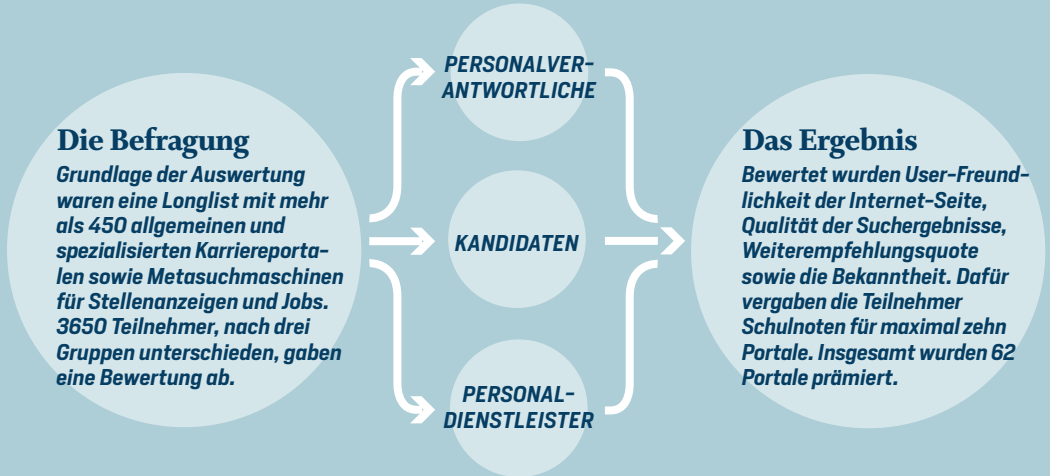 Die Befragung
Grundlage der Auswertung
waren eine Longlist mit mehr
als 450 allgemeinen und
spezialisierten Karriereporta-
len sowie Metasuchmaschinen
für Stellenanzeigen und Jobs.
3650 Teilnehmer, nach drei
Gruppen unterschieden, gaben
eine Bewertung ab.
PERSONALVER-
ANTWORTLICHE
KANDIDATEN
PERSONAL-
DIENSTLEISTER
Das Ergebnis
Bewertet wurden User-Freund-
lichkeit der Internet-Seite,
Qualität der Suchergebnisse,
Weiterempfehlungsquote
sowie die Bekanntheit. Dafür
vergaben die Teilnehmer
Schulnoten für maximal zehn
Portale. Insgesamt wurden 62
Portale prämiert.